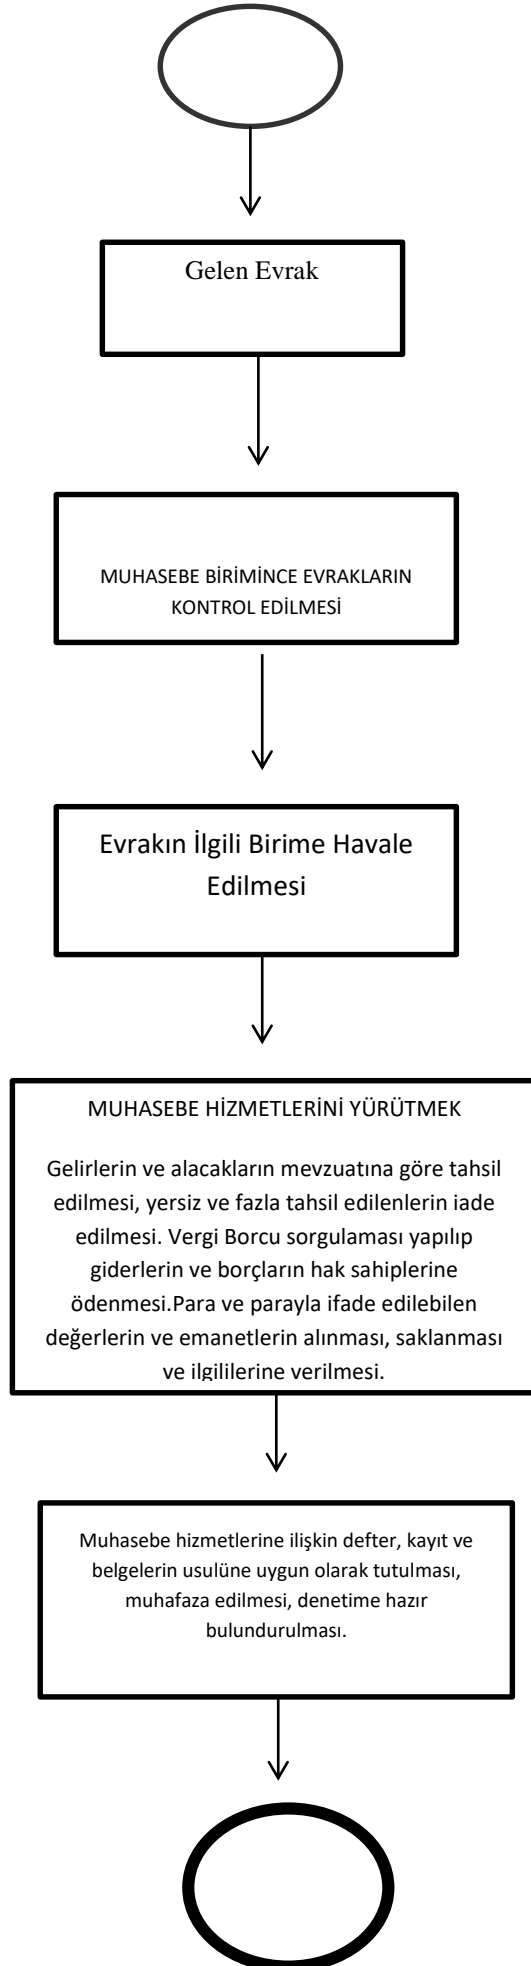 Gelen Evrak
MUHASEBE BİRİMİNCE EVRAKLARIN
KONTROL EDİLMESİ
Evrakın İlgili Birime Havale
Edilmesi
MUHASEBE HİZMETLERİNİ YÜRÜTMEK
Gelirlerin ve alacakların mevzuatına göre tahsil
edilmesi, yersiz ve fazla tahsil edilenlerin iade
edilmesi. Vergi Borcu sorgulaması yapılıp
giderlerin ve borçların hak sahiplerine
ödenmesi.Para ve parayla ifade edilebilen
değerlerin ve emanetlerin alınması, saklanması
ve ilgililerine verilmesi.
Muhasebe hizmetlerine ilişkin defter, kayıt ve
belgelerin usulüne uygun olarak tutulması,
muhafaza edilmesi, denetime hazır
bulundurulması.